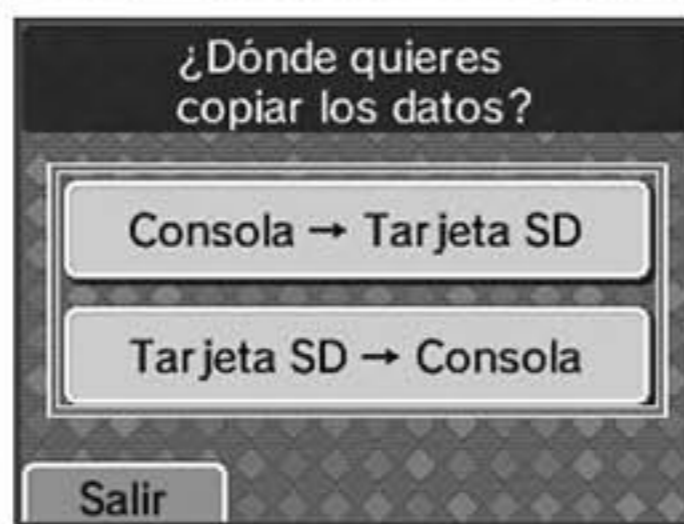 ¿Dónde quieres
copiar los datos?
Consola → Tarjeta SD
Tarjeta SD → Consola
Salir